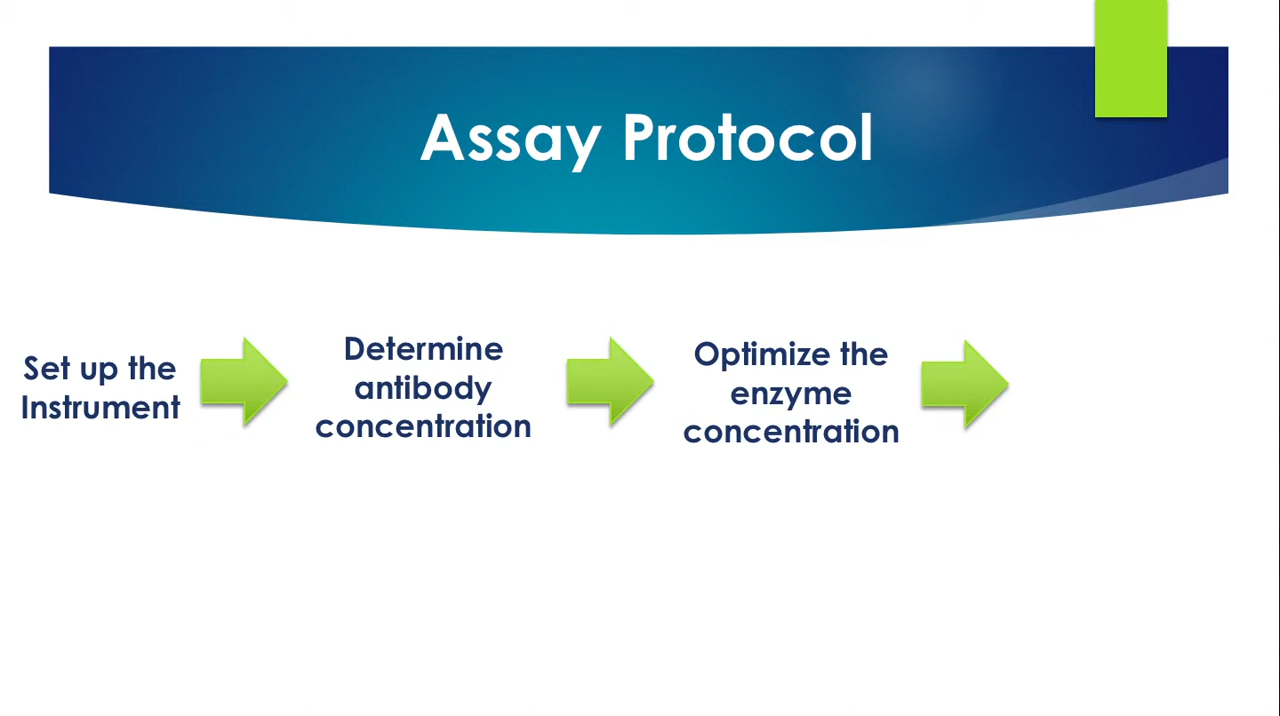 Assay Protocol
Set up the
Instrument
Determine
antibody
concentration
Optimize the
enzyme
concentration